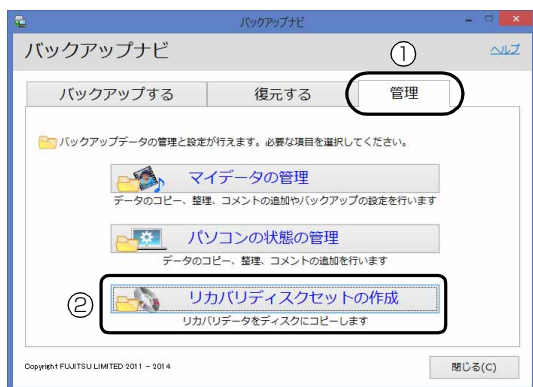 バックアップナビ
バックアップナビ
①
ヘルプ
バックアップする
復元する
管理
バックアップデータの管理と設定が行えます。必要な項目を選択してください。
マイデータの管理
データのコピー、整理、コメントの追加やバックアップの設定を行います
パソコンの状態の管理
データのコピー、整理、コメントの追加を行います
②
リカバリディスクセットの作成
リカバリデータをディスクにコピーします
Copyright FUJITSU LIMITED 2011 - 2014
閉じる(C)